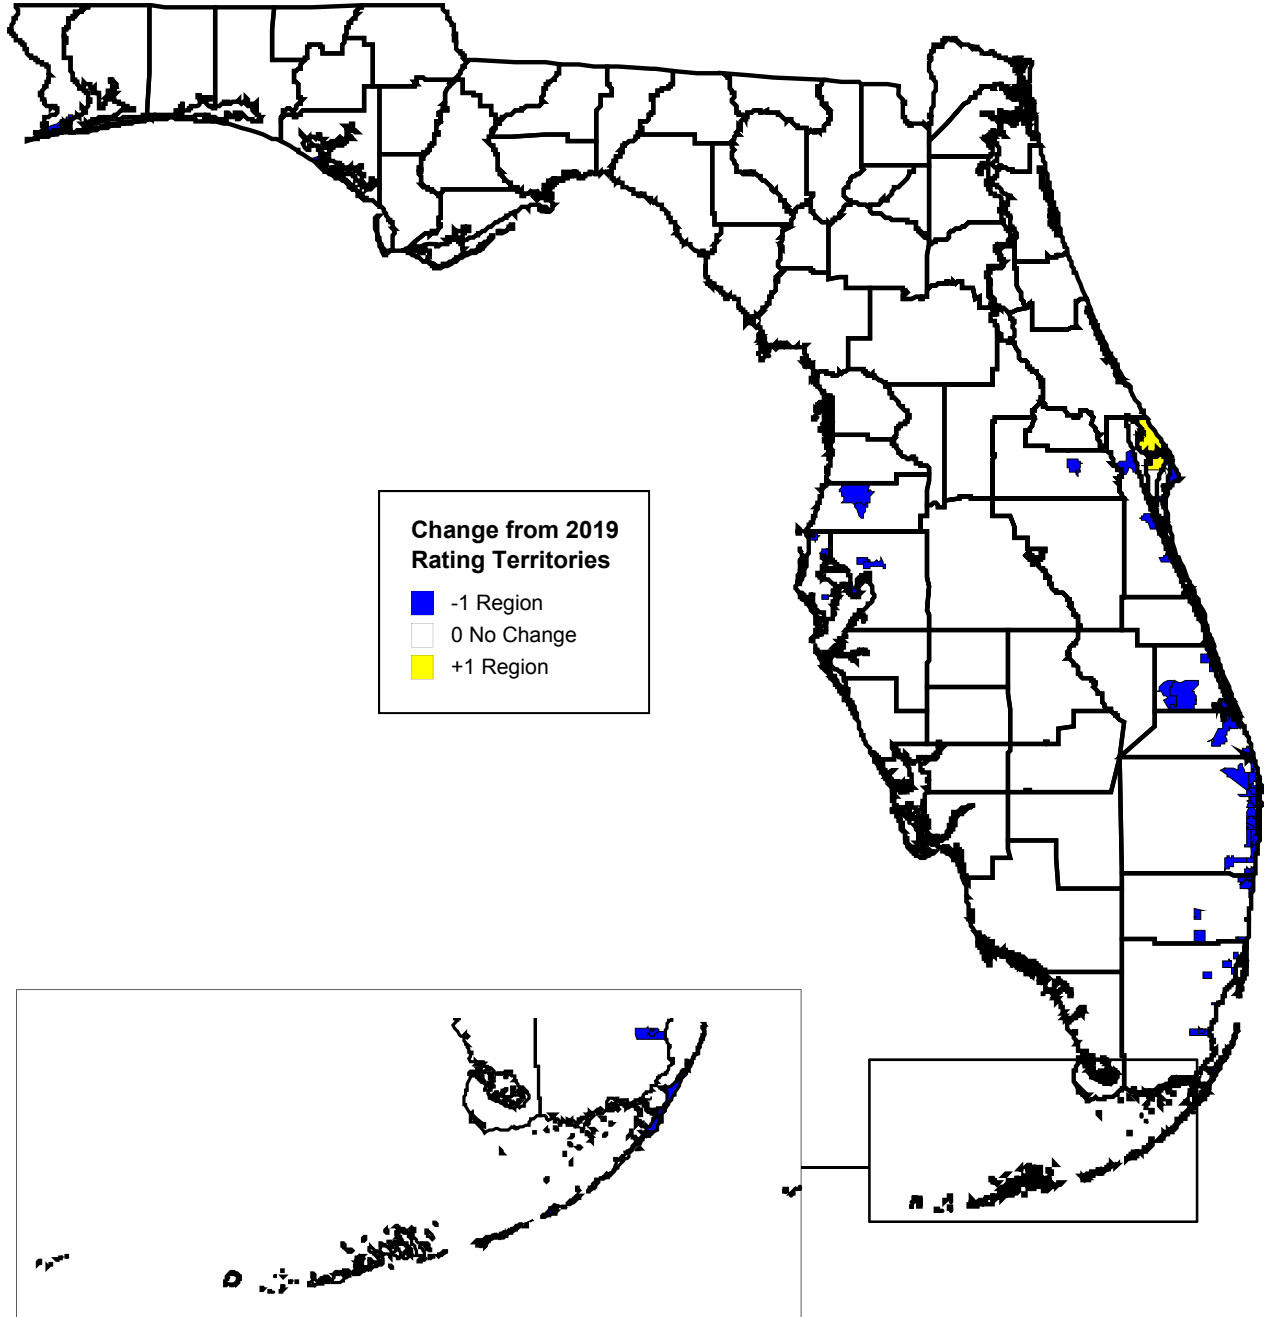 Change from 2019
Rating Territories
-1 Region
0 No Change
+1 Region